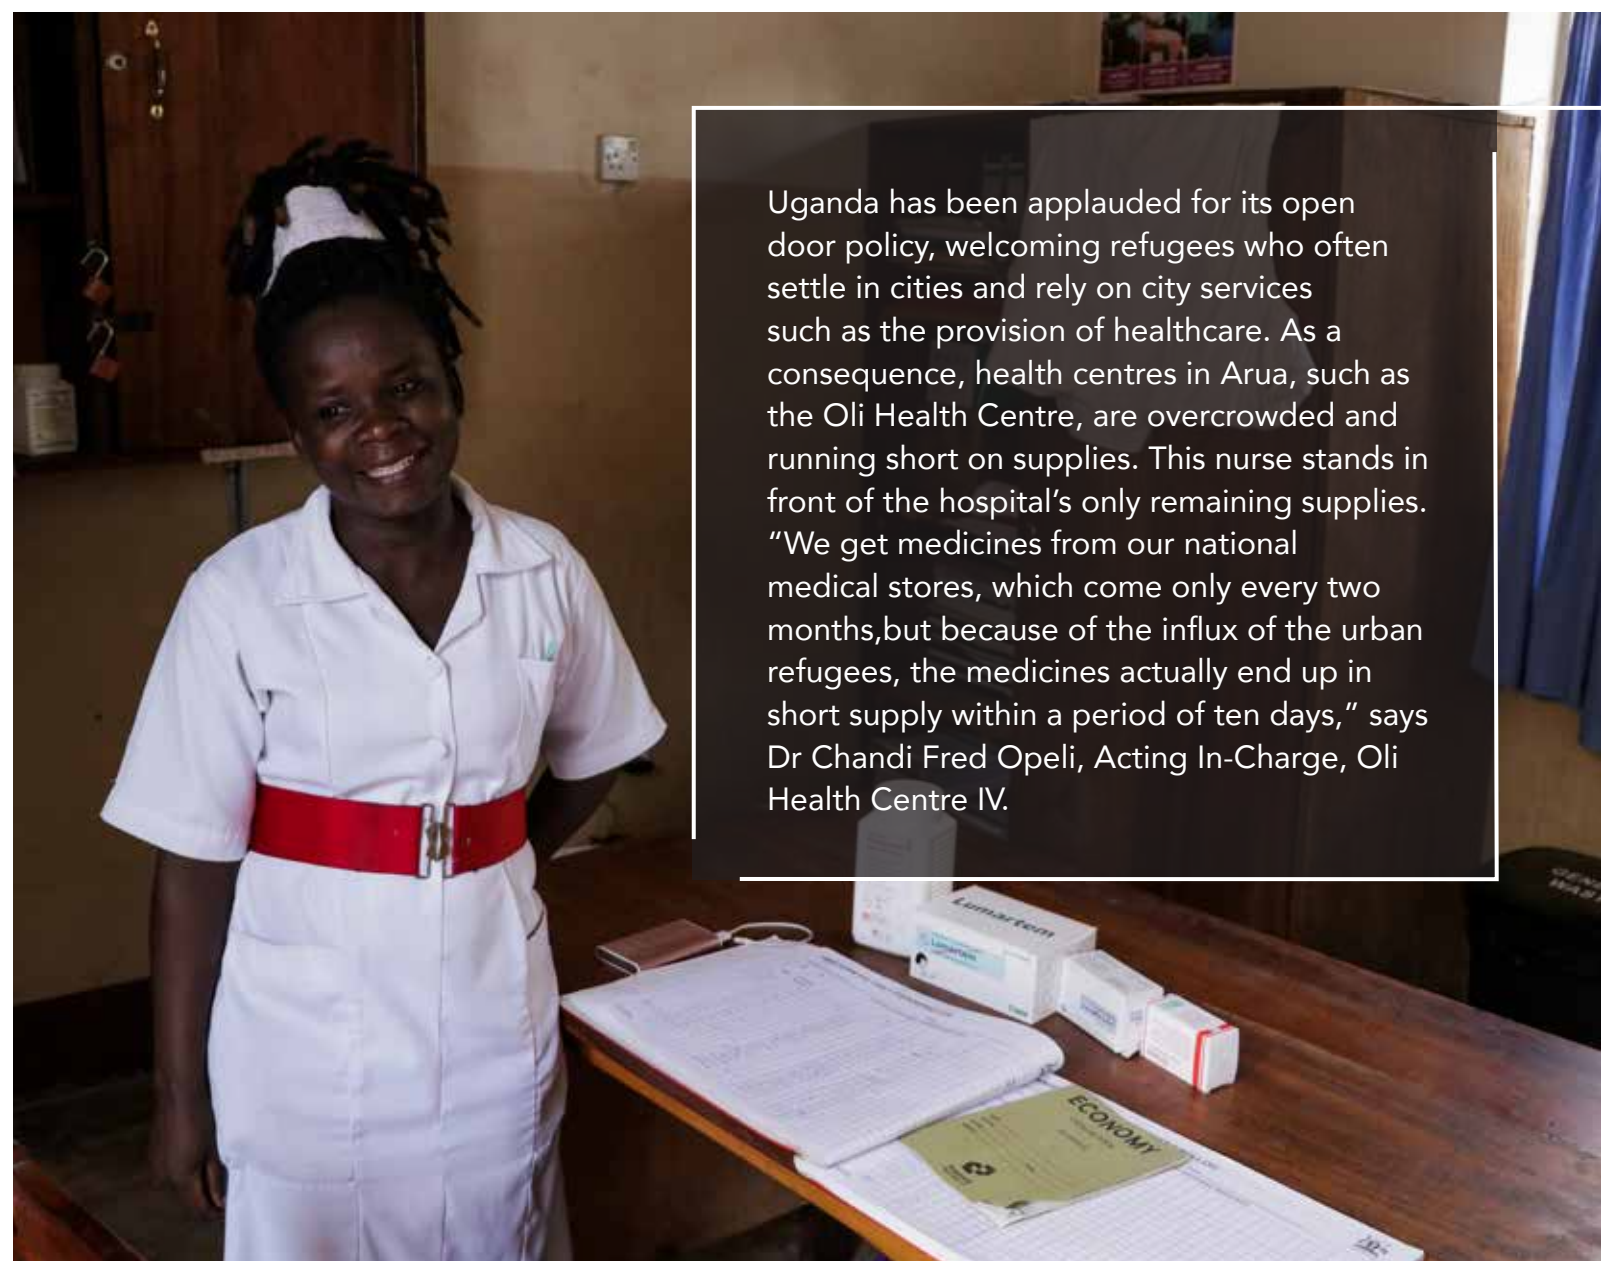 Uganda has been applauded for its open
door policy, welcoming refugees who often
settle in cities and rely on city services
such as the provision of healthcare. As a
consequence, health centres in Arua, such as
the Oli Health Centre, are overcrowded and
running short on supplies. This nurse stands in
front of the hospital’s only remaining supplies.
“We get medicines from our national
medical stores, which come only every two
months,but because of the influx of the urban
refugees, the medicines actually end up in
short supply within a period of ten days,” says
Dr Chandi Fred Opeli, Acting In-Charge, Oli
Health Centre IV.
Lumartem
Lumartem
ECONOMY